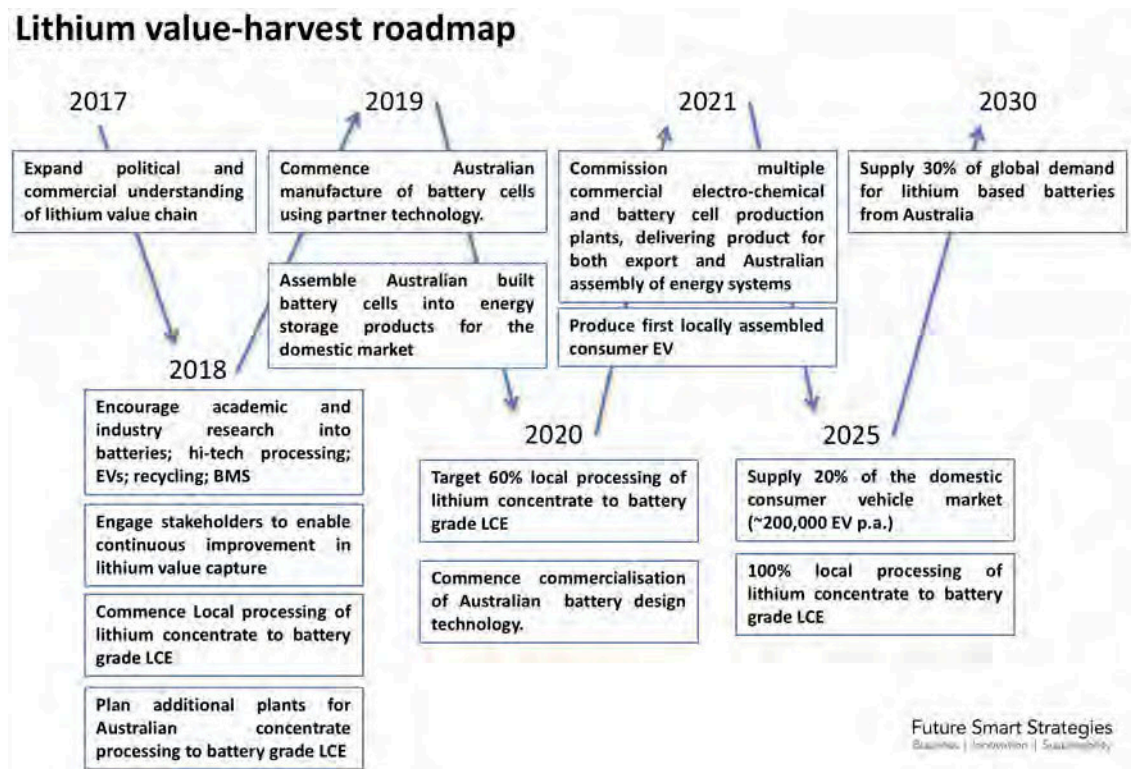 Lithium value-harvest roadmap
2017
Expand political and
commercial understanding
of lithium value chain
2018
Encourage academic and
industry research into
batteries; hi-tech processing;
EVs; recycling; BMS
Engage stakeholders to enable
continuous improvement in
lithium value capture
Commence Local processing of
lithium concentrate to battery
grade LCE
Plan additional plants for
Australian concentrate
processing to battery grade LCE
2019
Commence Australian
manufacture of battery cells
using partner technology.
Assemble Australian built
battery cells into energy
storage products for the
domestic market
2020
Target 60% local processing of
lithium concentrate to battery
grade LCE
Commence commercialisation
of Australian battery design
technology.
2021
Commission multiple
commercial electro-chemical
and battery cell production
plants, delivering product for
both export and Australian
assembly of energy systems
Produce first locally assembled
consumer EV
2025
Supply 20% of the domestic
consumer vehicle market
(~200,000 EV p.a.)
100% local processing of
lithium concentrate to battery
grade LCE
2030
Supply 30% of global demand
for lithium based batteries
from Australia
Future Smart Strategies
Business | Innovation | Sustainability